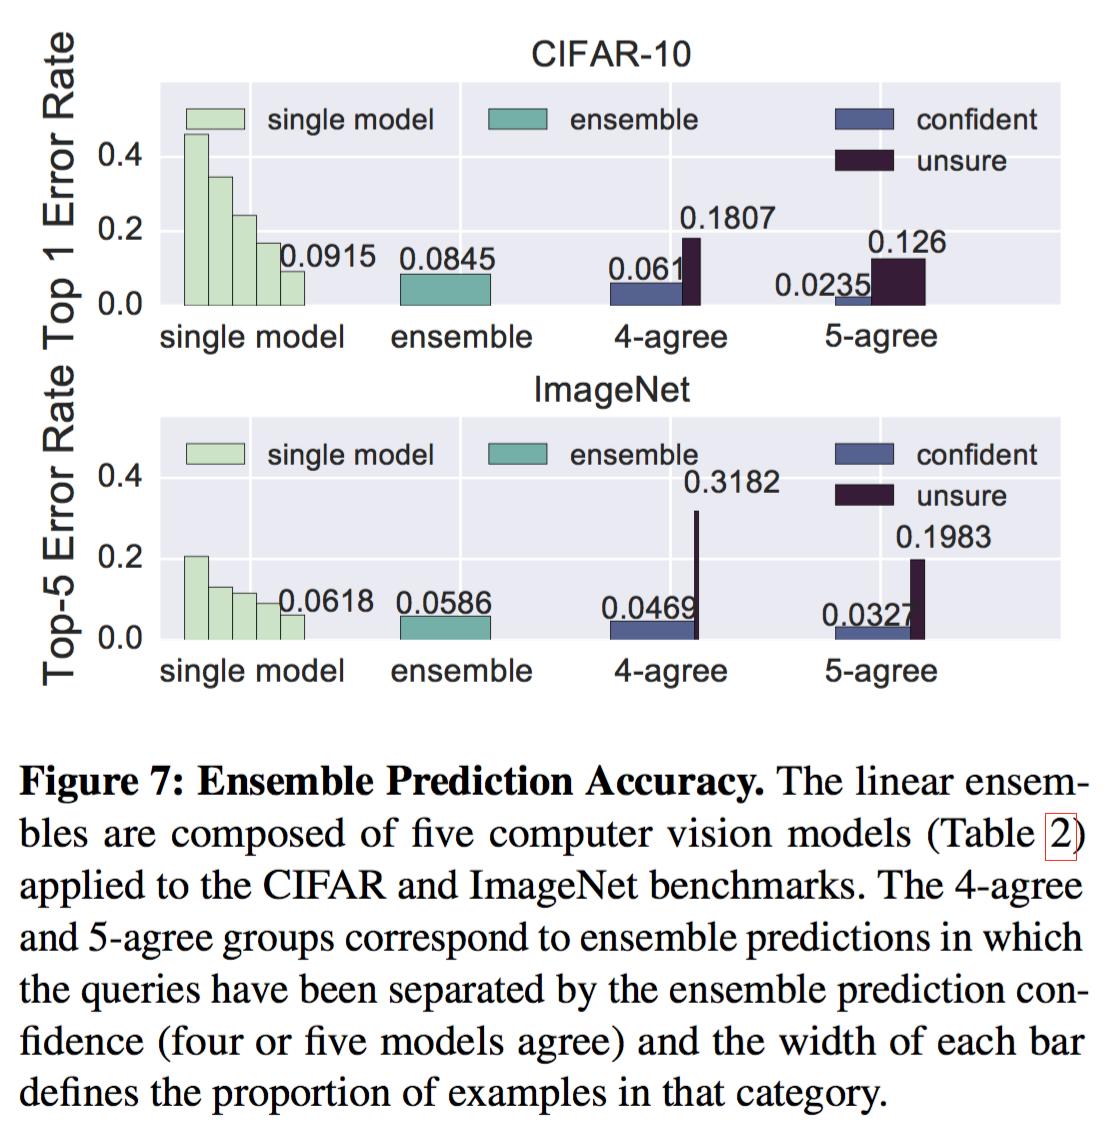 CIFAR-10
Top 1 Error Rate
single model
ensemble
confident
unsure
0.4
0.2
0.0
0.0915
0.0845
0.061
0.1807
0.0235
0.126
single model
ensemble
4-agree
5-agree
ImageNet
Top-5 Error Rate
single model
ensemble
confident
unsure
0.4
0.2
0.0
0.0618
0.0586
0.0469
0.3182
0.0327
0.1983
single model
ensemble
4-agree
5-agree
Figure 7: Ensemble Prediction Accuracy. The linear ensem-
bles are composed of five computer vision models (Table 2)
applied to the CIFAR and ImageNet benchmarks. The 4-agree
and 5-agree groups correspond to ensemble predictions in which
the queries have been separated by the ensemble prediction con-
fidence (four or five models agree) and the width of each bar
defines the proportion of examples in that category.